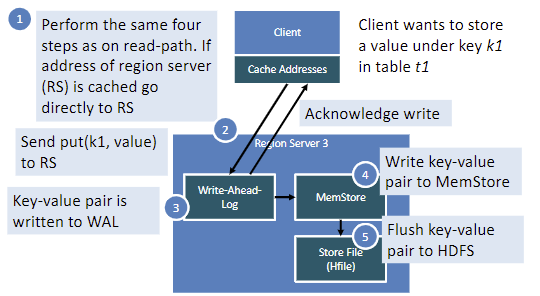 1
Perform the same four
steps as on read-path. If
address of region server
(RS) is cached go
directly to RS
Client
Cache Addresses
Client wants to store
a value under key k1
in table t1
Acknowledge write
2
Send put(k1, value)
to RS
Region Server 3
Key-value pair is
written to WAL
3
Write-Ahead-
Log
MemStore
4
Write key-value
pair to MemStore
5
Flush key-value
pair to HDFS
Store File
(Hfile)